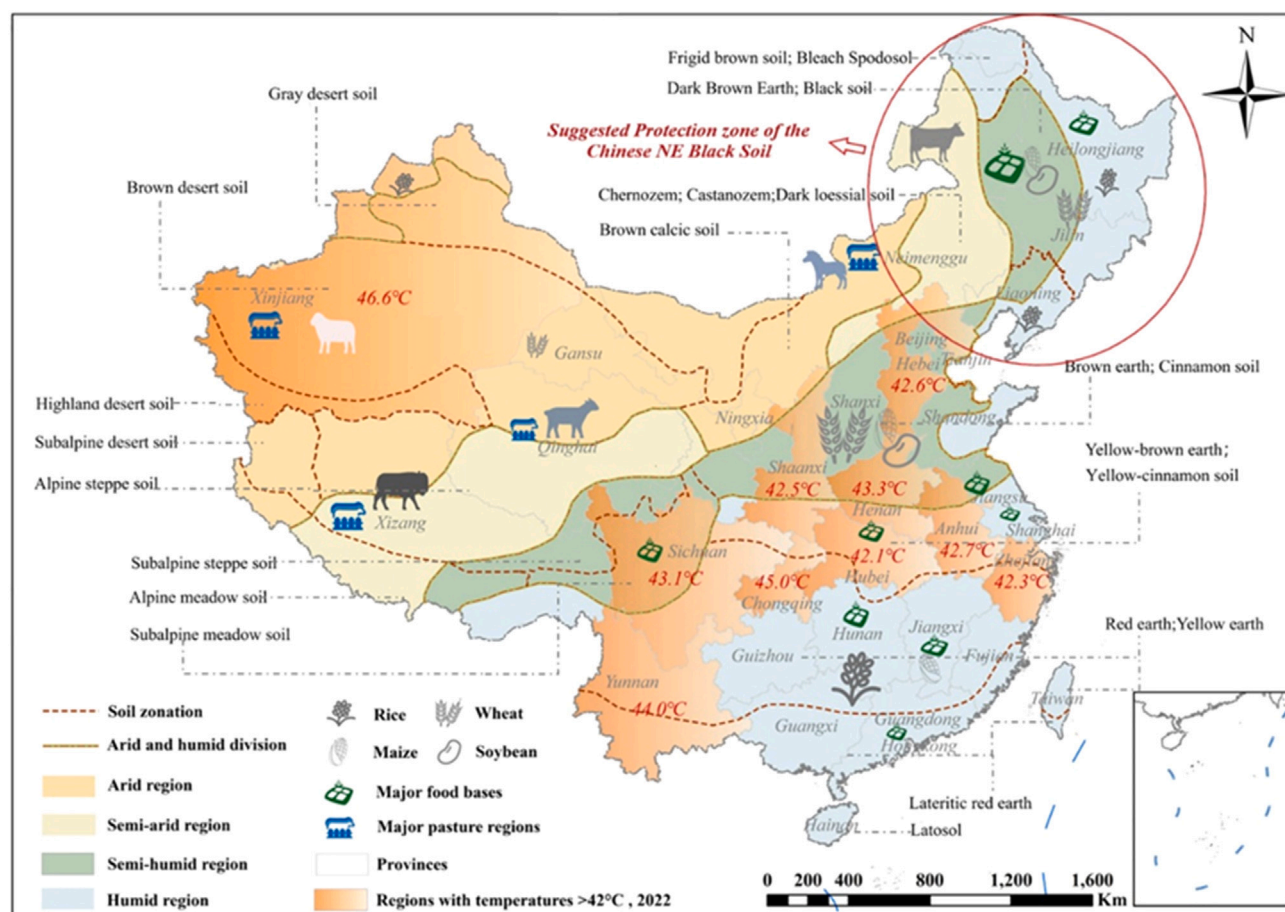 N
Frigid brown soil; Bleach Spodosol
Dark Brown Earth; Black soil
Gray desert soil
Suggested Protection zone of the
Chinese NE Black Soil
Heilongjiang
Brown desert soil
Chernozem; Castanozem;Dark loessial soil
Jilin
Brown calcic soil
Neimenggu
Liaoning
Xinjiang
46.6°C
Gansu
Beijing
Tianjin
Hebei
42.6°C
Brown earth; Cinnamon soil
Highland desert soil
Ningxia
Shanxi
Shandong
Subalpine desert soil
Qinghai
Yellow-brown earth;
Yellow-cinnamon soil
Alpine steppe soil
Shaanxi
42.5°C
43.3°C
Henan
Jiangsu
Xizang
Anhui
Shanghai
Sichuan
42.1°C
42.7°C
Zhejiang
Subalpine steppe soil
43.1°C
45.0°C
Hubei
42.3°C
Alpine meadow soil
Chongqing
Subalpine meadow soil
Hunan
Jiangxi
Red earth;Yellow earth
Guizhou
Fujian
Yunnan
44.0°C
Taiwan
Guangxi
Guangdong
Hongkong
Lateritic red earth
Latosol
Hainan
Soil zonation
Rice
Wheat
Arid and humid division
Maize
Soybean
Arid region
Major food bases
Semi-arid region
Major pasture regions
Semi-humid region
Provinces
Humid region
Regions with temperatures >42°C , 2022
0 200 400 800 1,200 1,600
Km